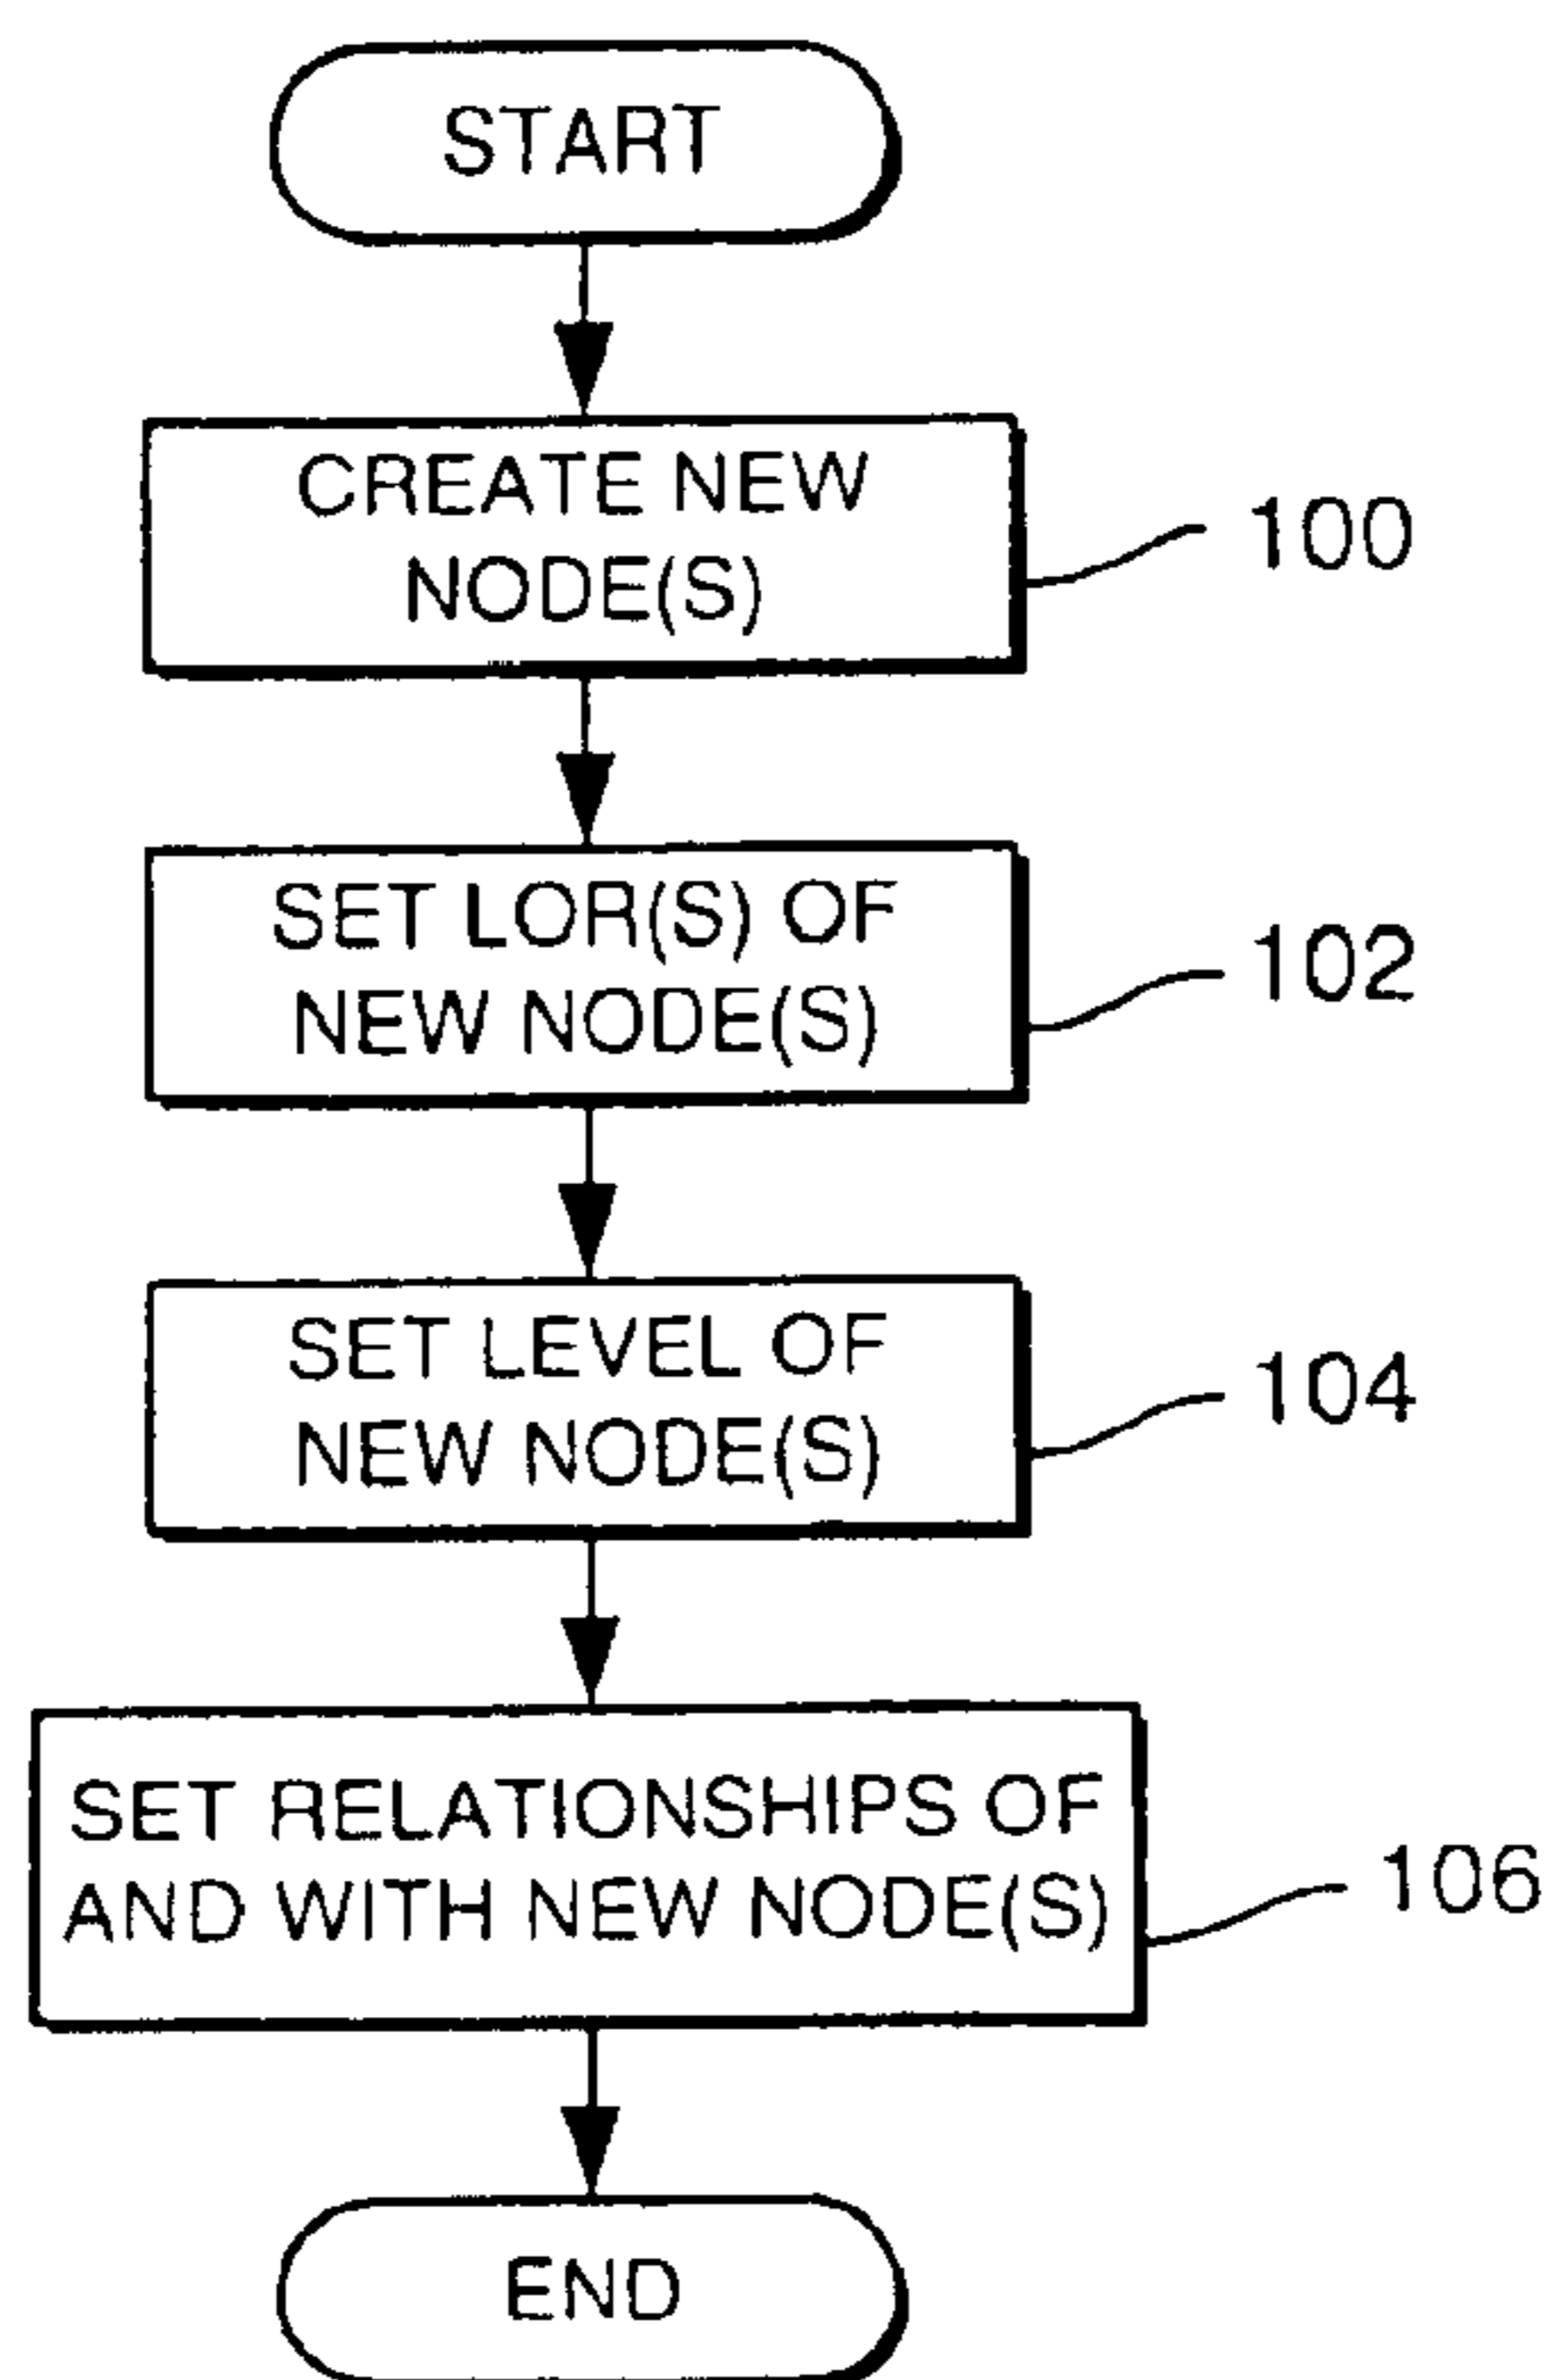 START
CREATE NEW
NODE(S)
100
SET LOR(S) OF
NEW NODE(S)
102
SET LEVEL OF
NEW NODE(S)
104
SET RELATIONSHIPS OF
AND WITH NEW NODE(S)
106
END